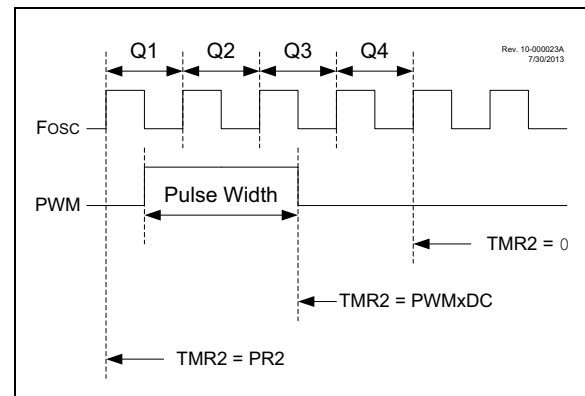 Q1 Q2 Q3 Q4
Rev. 10-000023A
7/30/2013
FOSC
PWM
Pulse Width
TMR2 = 0
TMR2 = PWMxDC
TMR2 = PR2